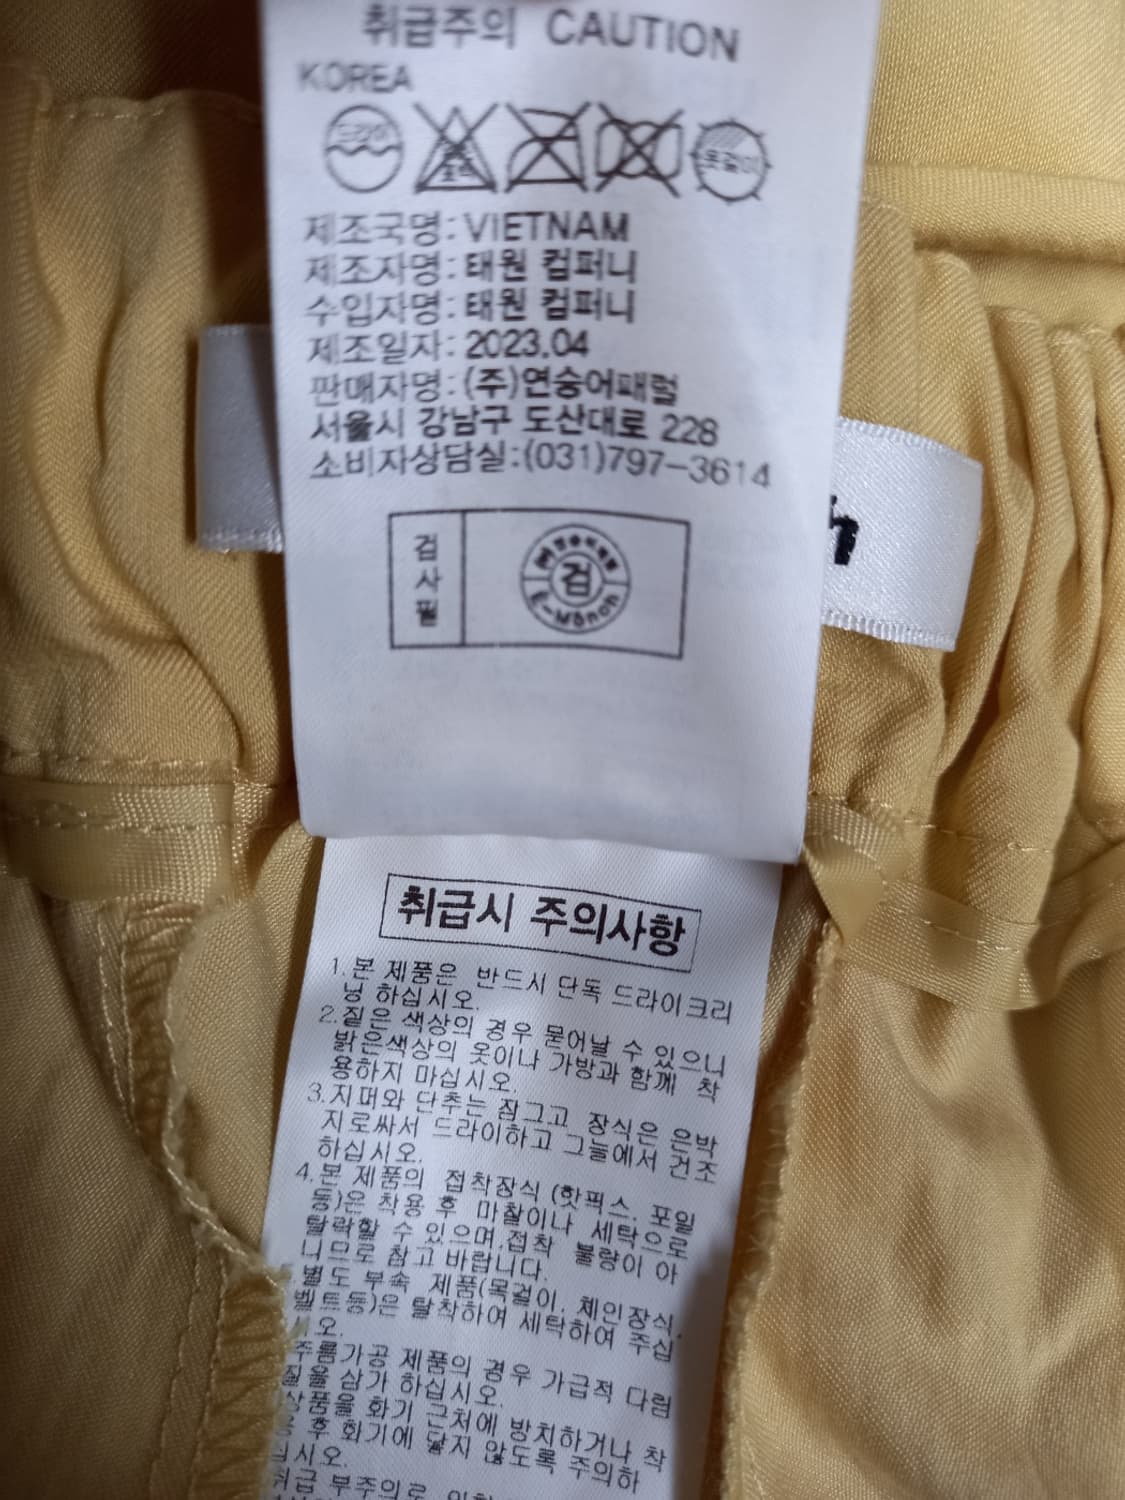 취급주의 CAUTION
KOREA
드라이
표백
옷걸이
제조국명: VIETNAM
제조자명: 태원 컴퍼니
수입자명: 태원 컴퍼니
제조일자: 2023.04
판매자명: (주)연승어패럴
서울시 강남구 도산대로 228
소비자상담실:(031)797-3614
검사필
검
E-Mönch
h
취급시 주의사항
1.본 제품은 반드시 단독 드라이크리
닝 하십시오.
2.짙은 색상의 경우 묻어날 수 있으니
밝은색상의 옷이나 가방과 함께 착
용하지 마십시오.
3.지퍼와 단추는 잠그고, 장식은 은박
지로싸서 드라이하고 그늘에서 건조
하십시오.
4.본 제품의 접착장식 (핫픽스, 포일
등)은 착용 후 마찰이나 세탁으로
탈락할 수 있으며,접착 불량이 아
니므로 참고 바랍니다.
별도 부속 제품(목걸이, 체인장식,
벨트등)은 탈착하여 세탁하여 주십
오.
주름 가공 제품의 경우 가급적 다림
질을 삼가 하십시오.
상품을 화기 근처에 방치하거나 착
후 화기에 닿지 않도록 주의하
십시오.
취급 부주의로